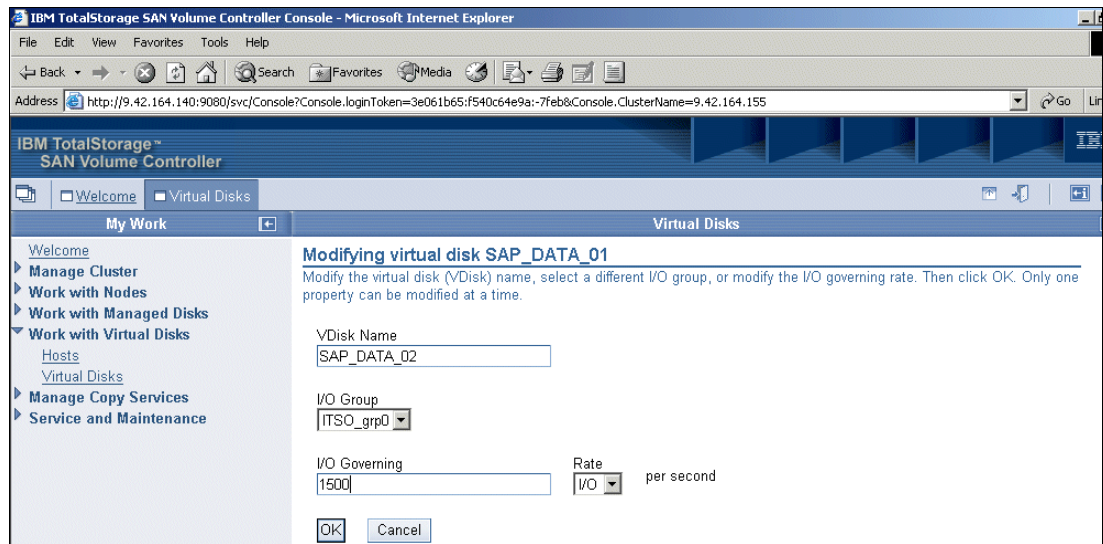 IBM TotalStorage SAN Volume Controller Console - Microsoft Internet Explorer
File Edit View Favorites Tools Help
Back Search Favorites Media
Address http://9.42.164.140:9080/svc/Console?Console.loginToken=3e061b65:f540c64e9a:-7feb&Console.ClusterName=9.42.164.155 Go
IBM TotalStorage™
SAN Volume Controller
Welcome Virtual Disks
My Work Virtual Disks
Welcome
Manage Cluster
Work with Nodes
Work with Managed Disks
Work with Virtual Disks
Hosts
Virtual Disks
Manage Copy Services
Service and Maintenance
Modifying virtual disk SAP_DATA_01
Modify the virtual disk (VDisk) name, select a different I/O group, or modify the I/O governing rate. Then click OK. Only one
property can be modified at a time.
VDisk Name
SAP_DATA_02
I/O Group
ITSO_grp0
I/O Governing Rate
1500 I/O per second
OK Cancel